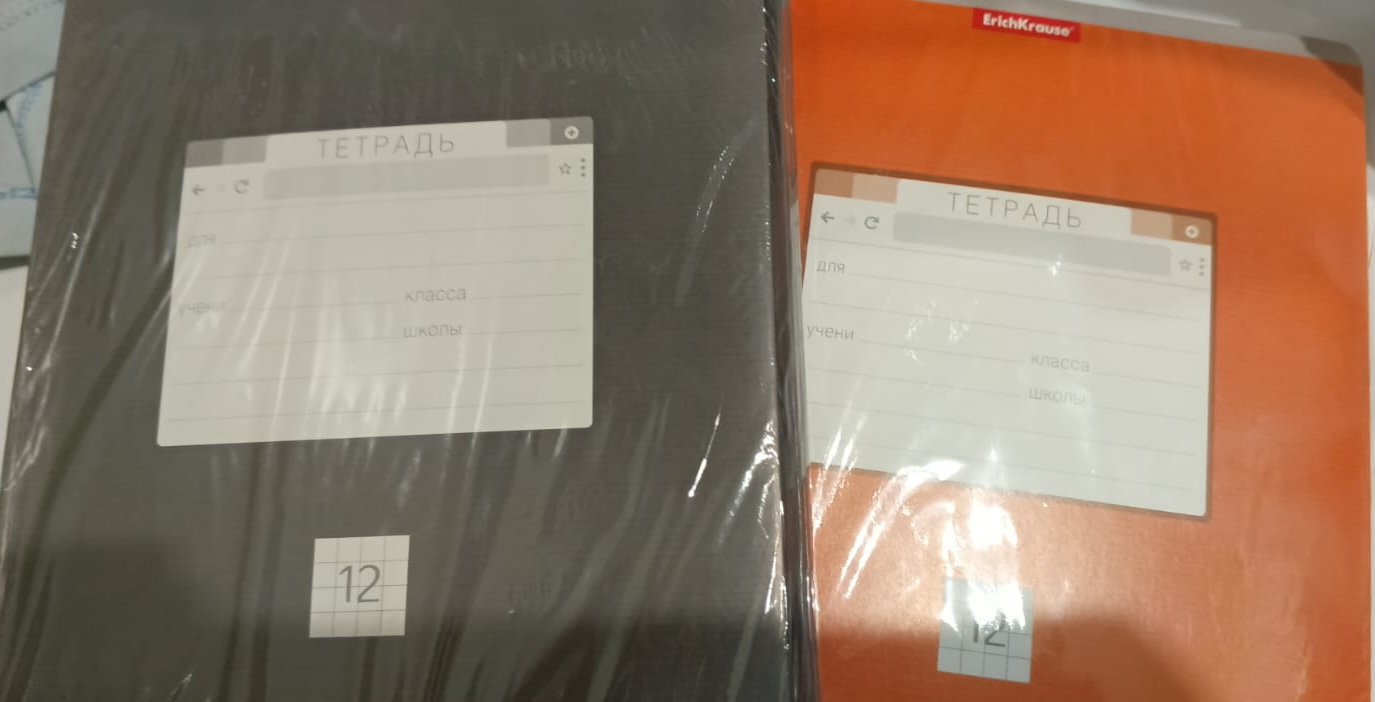 ТЕТРАДЬ
для
учени класса
школы
12
ErichKrause
ТЕТРАДЬ
для
учени
класса
школы
12